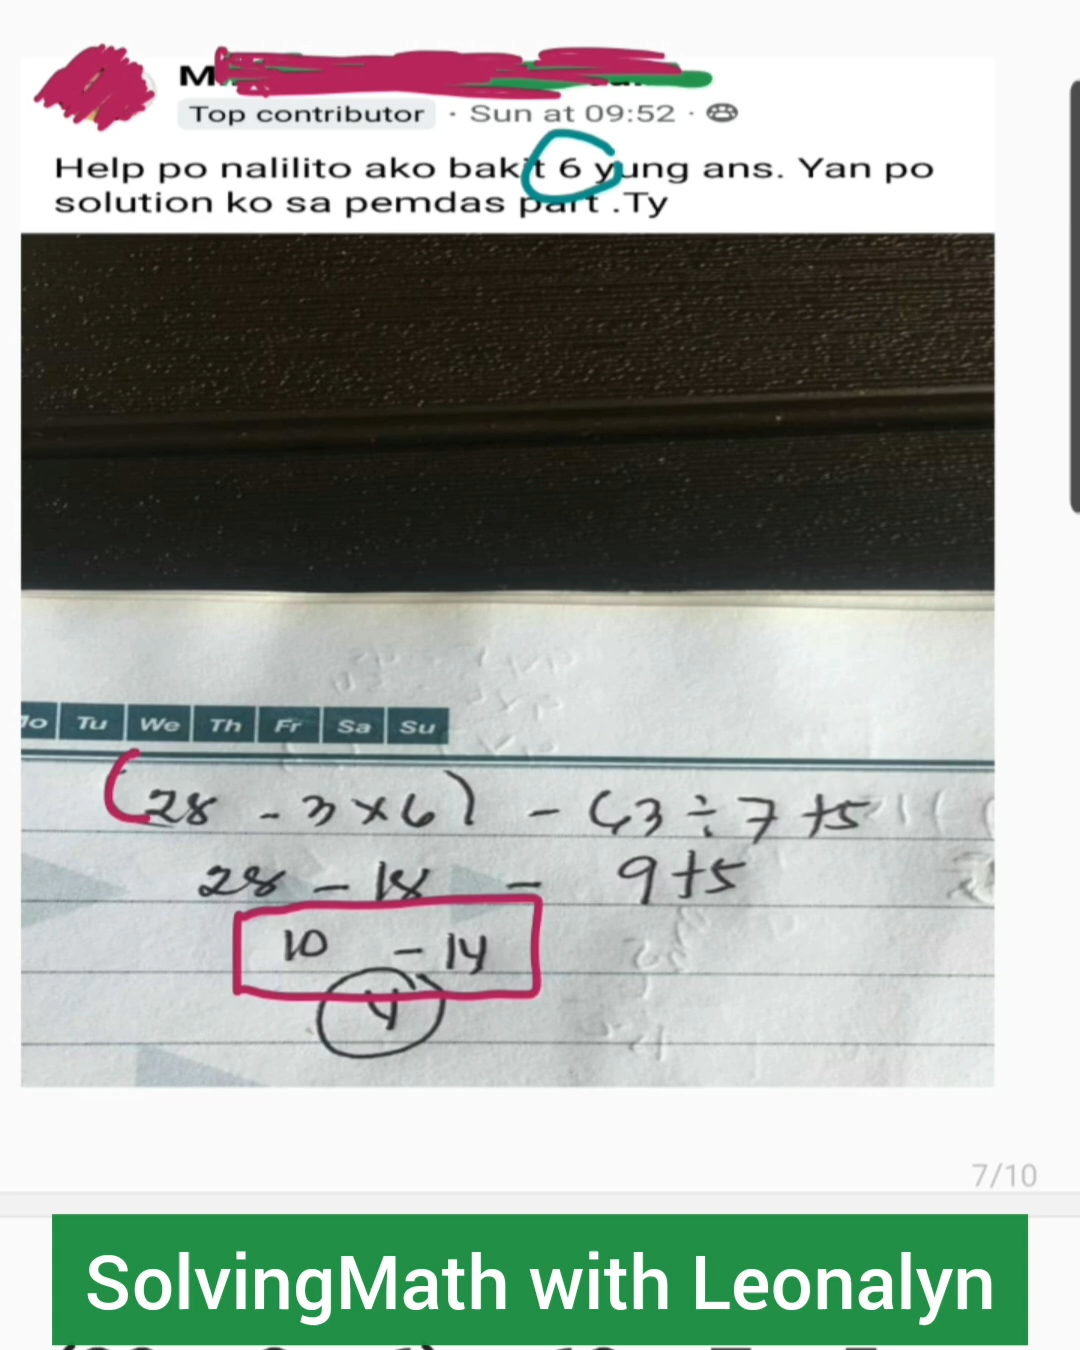 M
Top contributor · Sun at 09:52 ·
Help po nalilito ako bakit 6 yung ans. Yan po
solution ko sa pemdas part .Ty
Mo Tu We Th Fr Sa Su
(28 - 3 × 6) - 63 ÷ 7 + 5
28 - 18 - 9 + 5
10 - 14
4
7/10
SolvingMath with Leonalyn